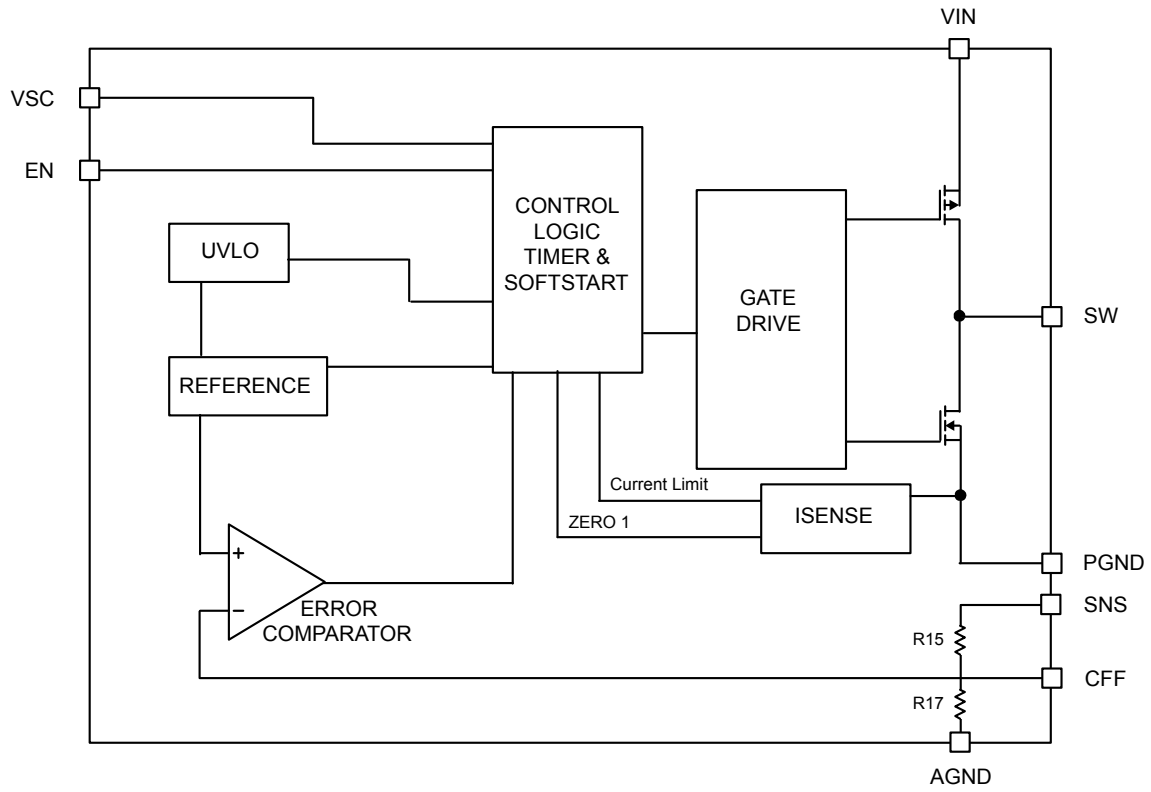 VIN
VSC
EN
CONTROL
LOGIC
TIMER &
SOFTSTART
UVLO
GATE
DRIVE
SW
REFERENCE
Current Limit
ISENSE
ZERO 1
+
−
ERROR
COMPARATOR
PGND
SNS
R15
CFF
R17
AGND